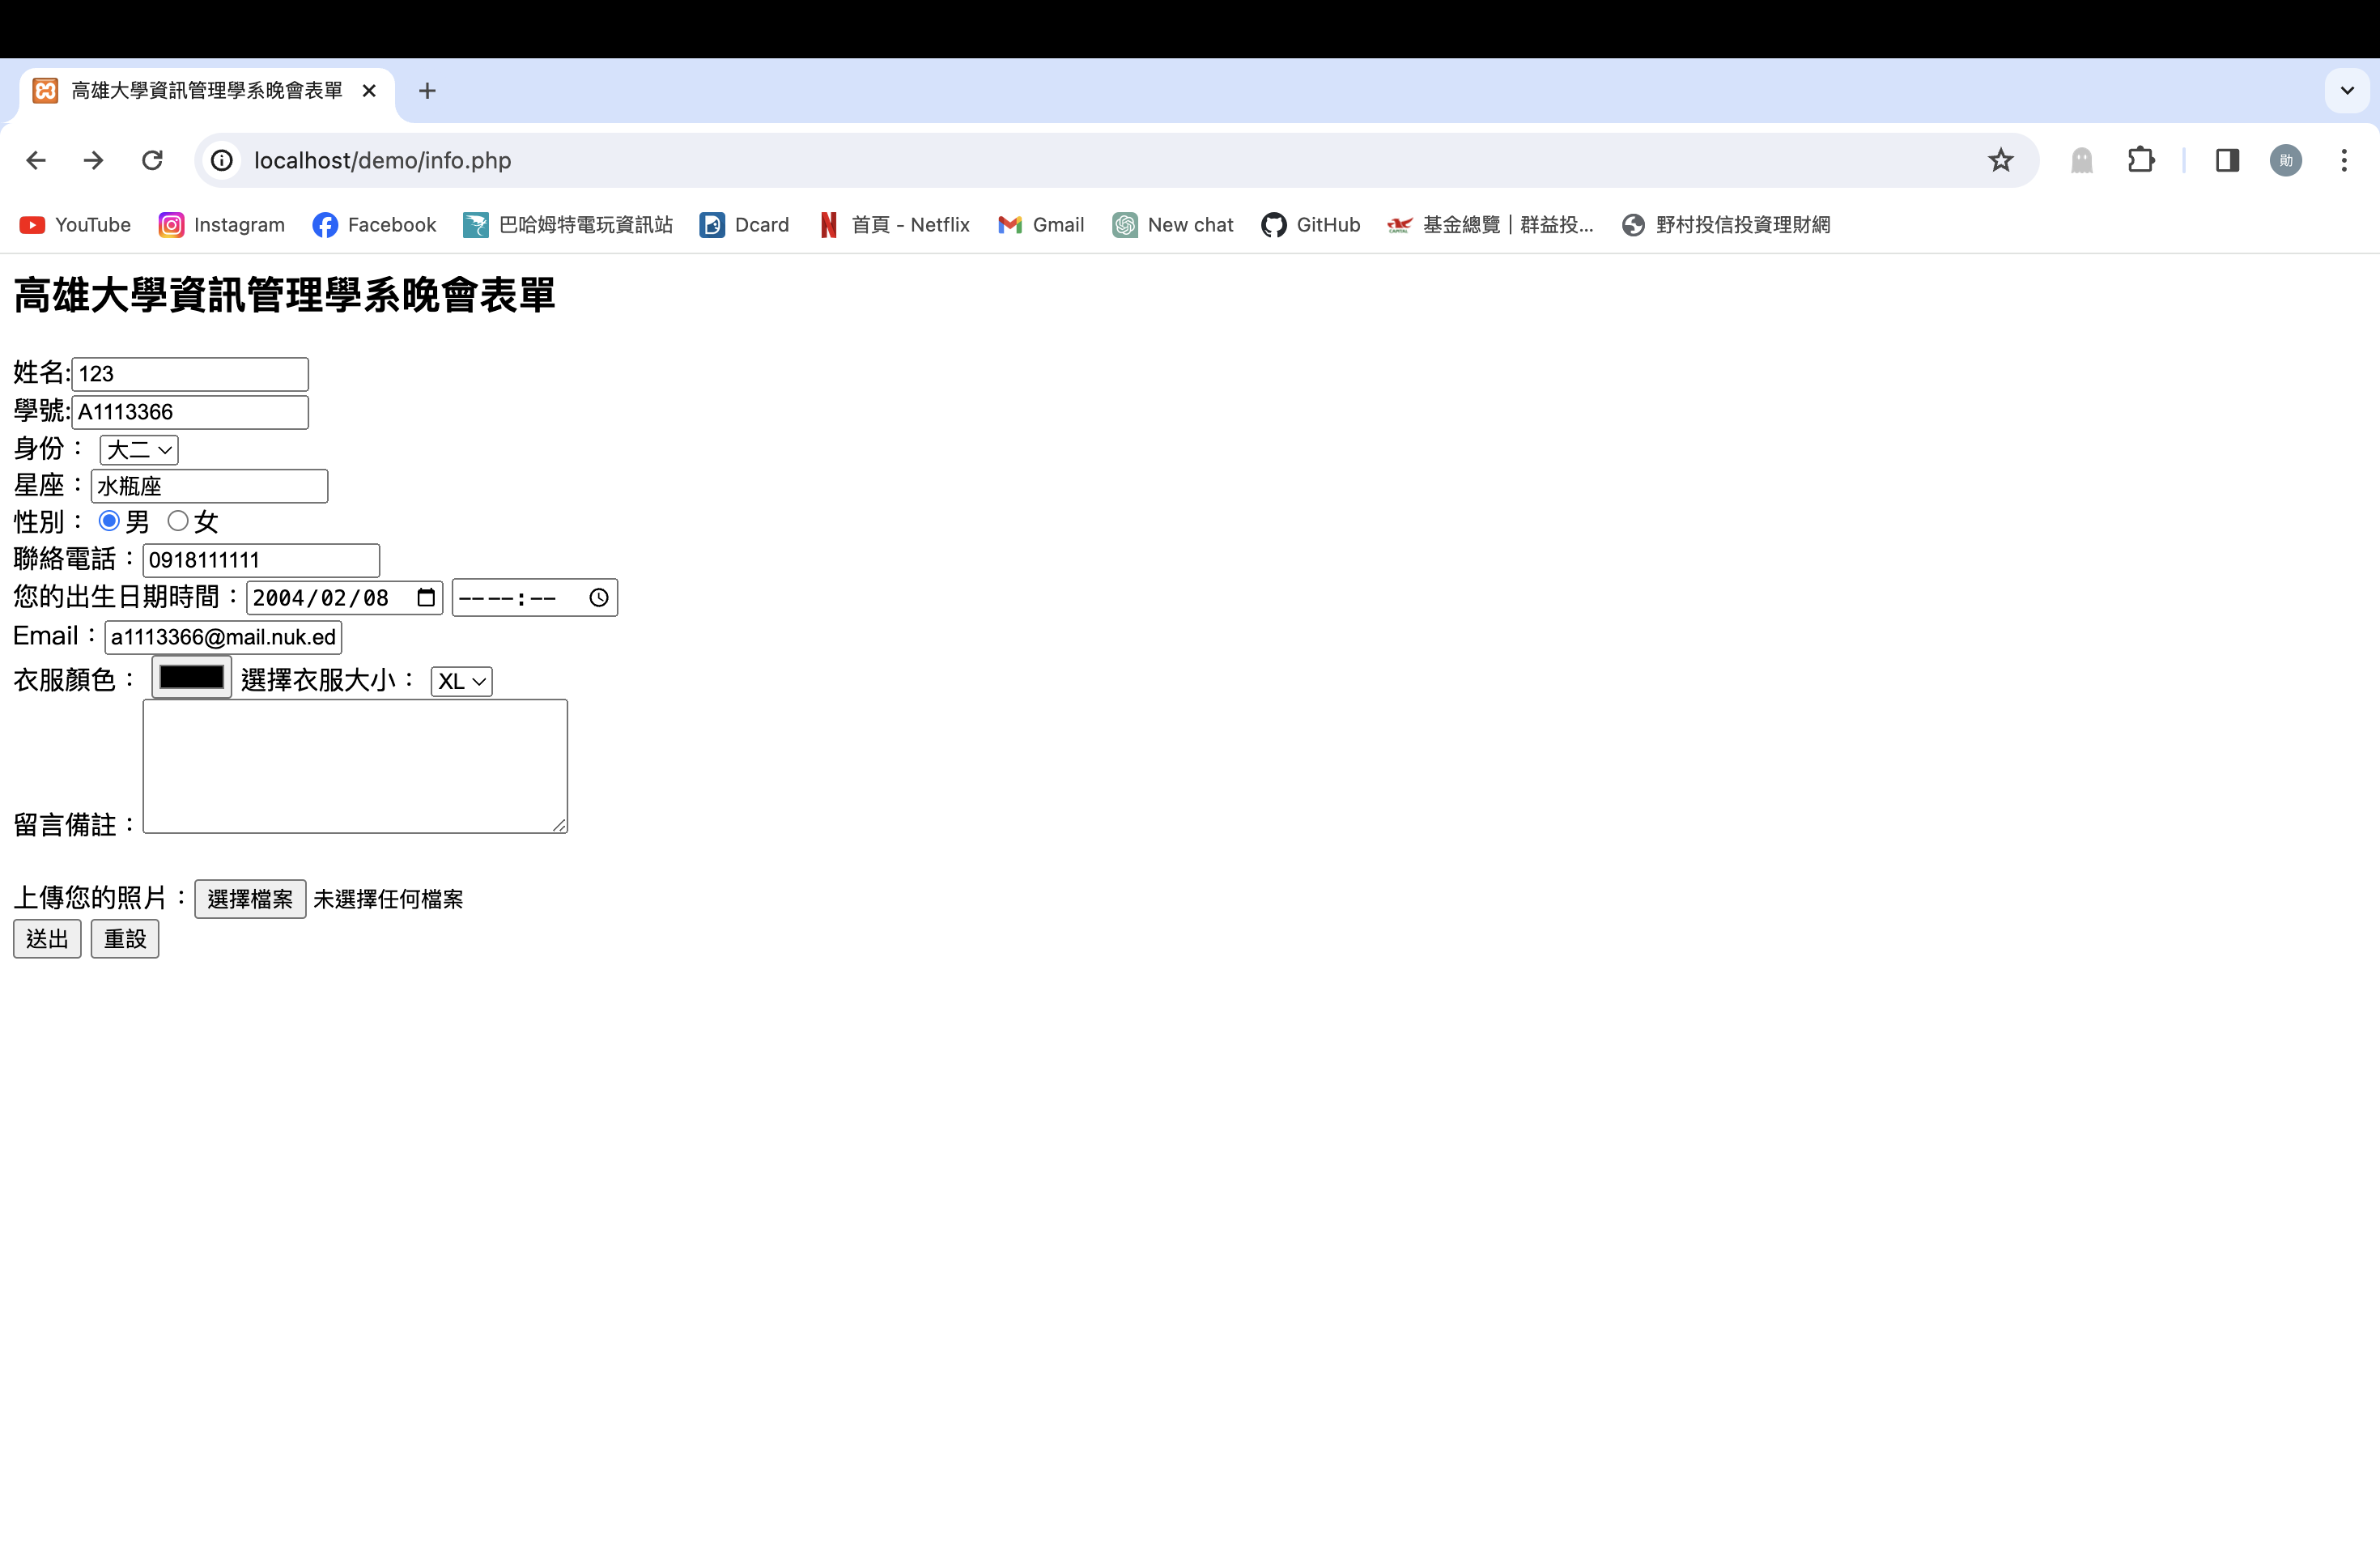 高雄大學資訊管理學系晚會表單
localhost/demo/info.php
勛
YouTube Instagram Facebook 巴哈姆特電玩資訊站 Dcard 首頁 - Netflix Gmail New chat GitHub 基金總覽｜群益投... 野村投信投資理財網
高雄大學資訊管理學系晚會表單
姓名:123
學號:A1113366
身份： 大二
星座：水瓶座
性別： 男 女
聯絡電話：0918111111
您的出生日期時間：2004/02/08 ----:--
Email：a1113366@mail.nuk.ed
衣服顏色： 選擇衣服大小： XL
留言備註：
上傳您的照片：選擇檔案 未選擇任何檔案
送出 重設